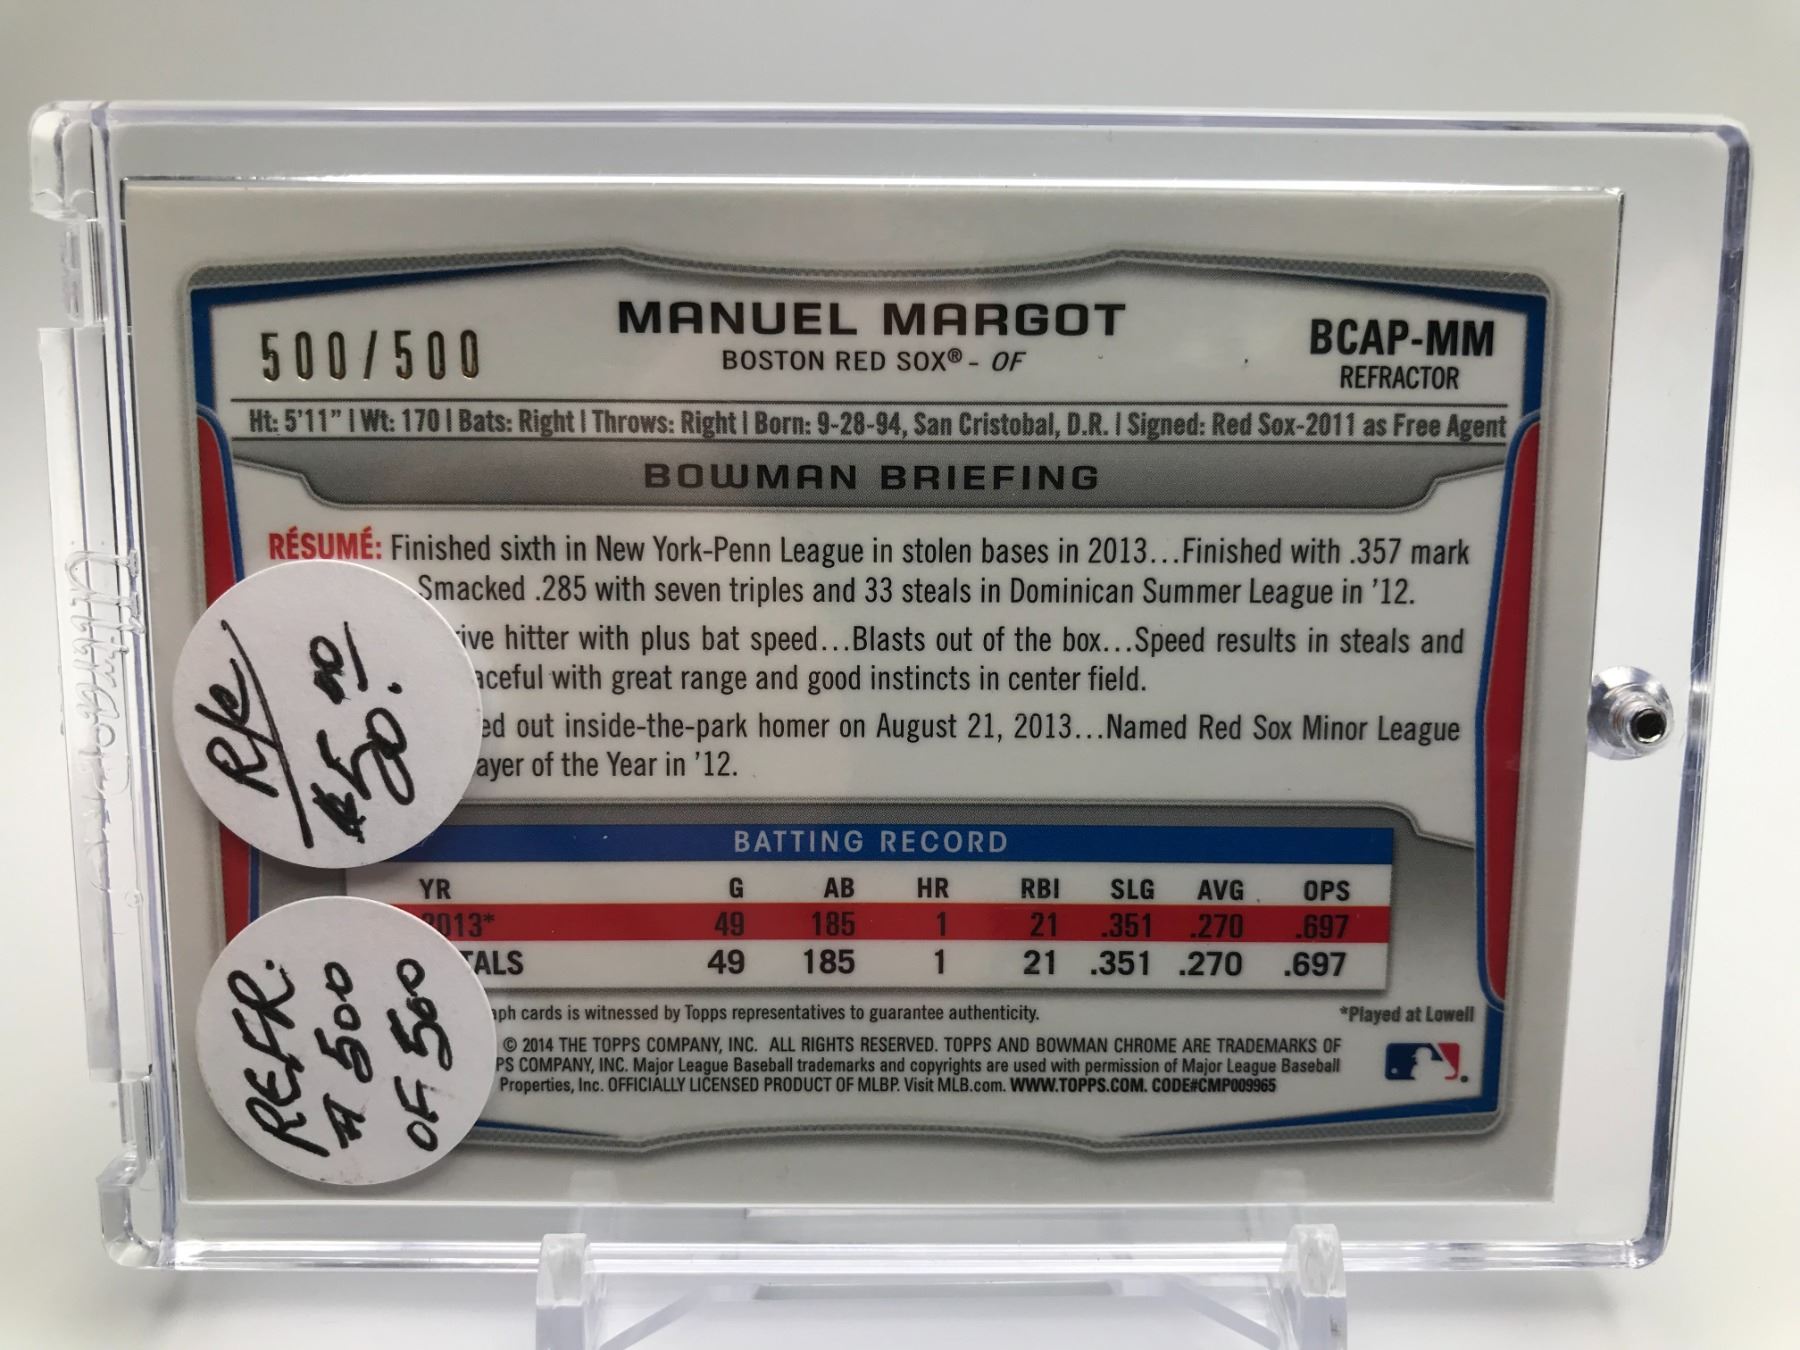 MANUEL MARGOT
500/500
BOSTON RED SOX® - OF
BCAP-MM
REFRACTOR
Ht: 5'11" | Wt: 170 | Bats: Right | Throws: Right | Born: 9-28-94, San Cristobal, D.R. | Signed: Red Sox-2011 as Free Agent
BOWMAN BRIEFING
RÉSUMÉ: Finished sixth in New York-Penn League in stolen bases in 2013...Finished with .357 mark
Smacked .285 with seven triples and 33 steals in Dominican Summer League in '12.
hitter with plus bat speed...Blasts out of the box...Speed results in steals and
with great range and good instincts in center field.
out inside-the-park homer on August 21, 2013...Named Red Sox Minor League
of the Year in '12.
R/C
$50.00
BATTING RECORD
YR G AB HR RBI SLG AVG OPS
2013* 49 185 1 21 .351 .270 .697
TALS 49 185 1 21 .351 .270 .697
REFR.
# 500
OF 500
cards is witnessed by Topps representatives to guarantee authenticity.
*Played at Lowell
© 2014 THE TOPPS COMPANY, INC. ALL RIGHTS RESERVED. TOPPS AND BOWMAN CHROME ARE TRADEMARKS OF
COMPANY, INC. Major League Baseball trademarks and copyrights are used with permission of Major League Baseball
Properties, Inc. OFFICIALLY LICENSED PRODUCT OF MLBP. Visit MLB.com. WWW.TOPPS.COM. CODE#CMP009965